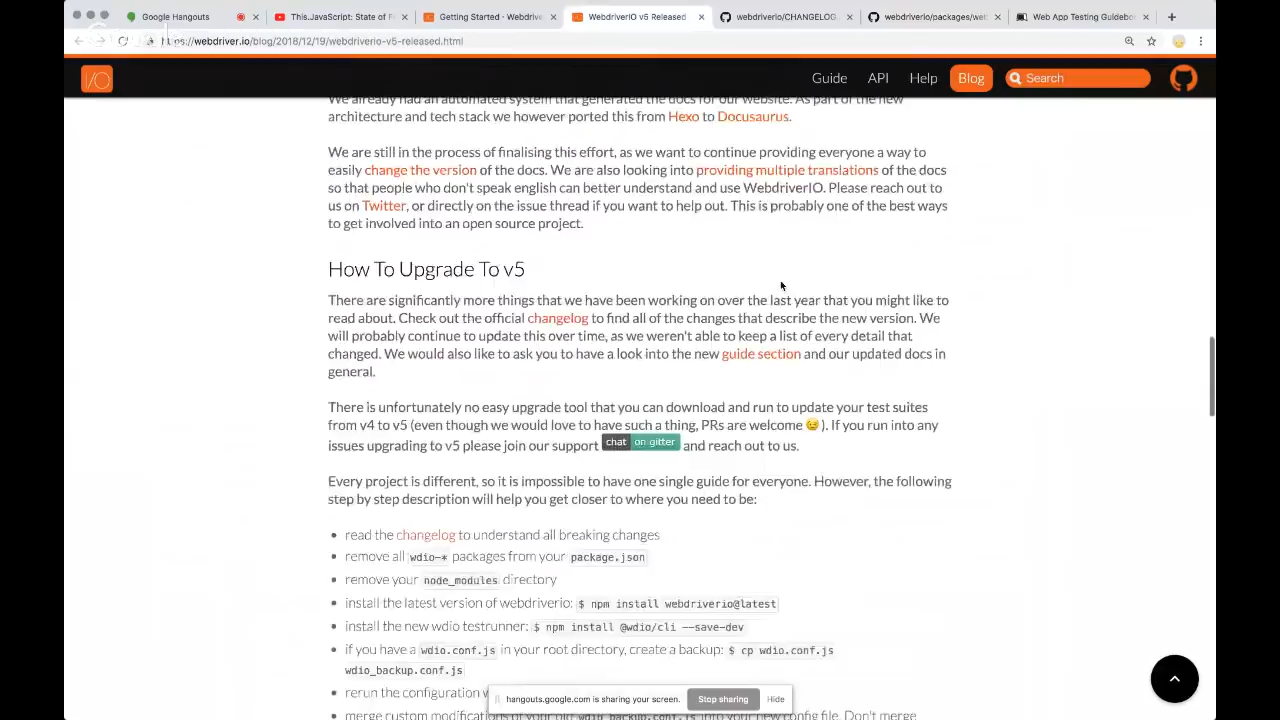 Google Hangouts
This.JavaScript: State of F
Getting Started · Webdrive
WebdriverIO v5 Released
webdriverio/CHANGELOG.
webdriverio/packages/we
Web App Testing Guidebo
https://webdriver.io/blog/2018/12/19/webdriverio-v5-released.html
I/O
Guide
API
Help
Blog
Search
We already had an automated system that generated the docs for our website. As part of the new
architecture and tech stack we however ported this from Hexo to Docusaurus.
We are still in the process of finalising this effort, as we want to continue providing everyone a way to
easily change the version of the docs. We are also looking into providing multiple translations of the docs
so that people who don't speak english can better understand and use WebdriverIO. Please reach out to
us on Twitter, or directly on the issue thread if you want to help out. This is probably one of the best ways
to get involved into an open source project.
How To Upgrade To v5
There are significantly more things that we have been working on over the last year that you might like to
read about. Check out the official changelog to find all of the changes that describe the new version. We
will probably continue to update this over time, as we weren't able to keep a list of every detail that
changed. We would also like to ask you to have a look into the new guide section and our updated docs in
general.
There is unfortunately no easy upgrade tool that you can download and run to update your test suites
from v4 to v5 (even though we would love to have such a thing, PRs are welcome 😉). If you run into any
issues upgrading to v5 please join our support chat on gitter and reach out to us.
Every project is different, so it is impossible to have one single guide for everyone. However, the following
step by step description will help you get closer to where you need to be:
• read the changelog to understand all breaking changes
• remove all wdio-* packages from your package.json
• remove your node_modules directory
• install the latest version of webdriverio: $ npm install webdriverio@latest
• install the new wdio testrunner: $ npm install @wdio/cli --save-dev
• if you have a wdio.conf.js in your root directory, create a backup: $ cp wdio.conf.js
wdio_backup.conf.js
• rerun the configuration
hangouts.google.com is sharing your screen.
Stop sharing
Hide
• merge custom modifications of your old wdio_backup.conf.js into your new config file. Don't merge